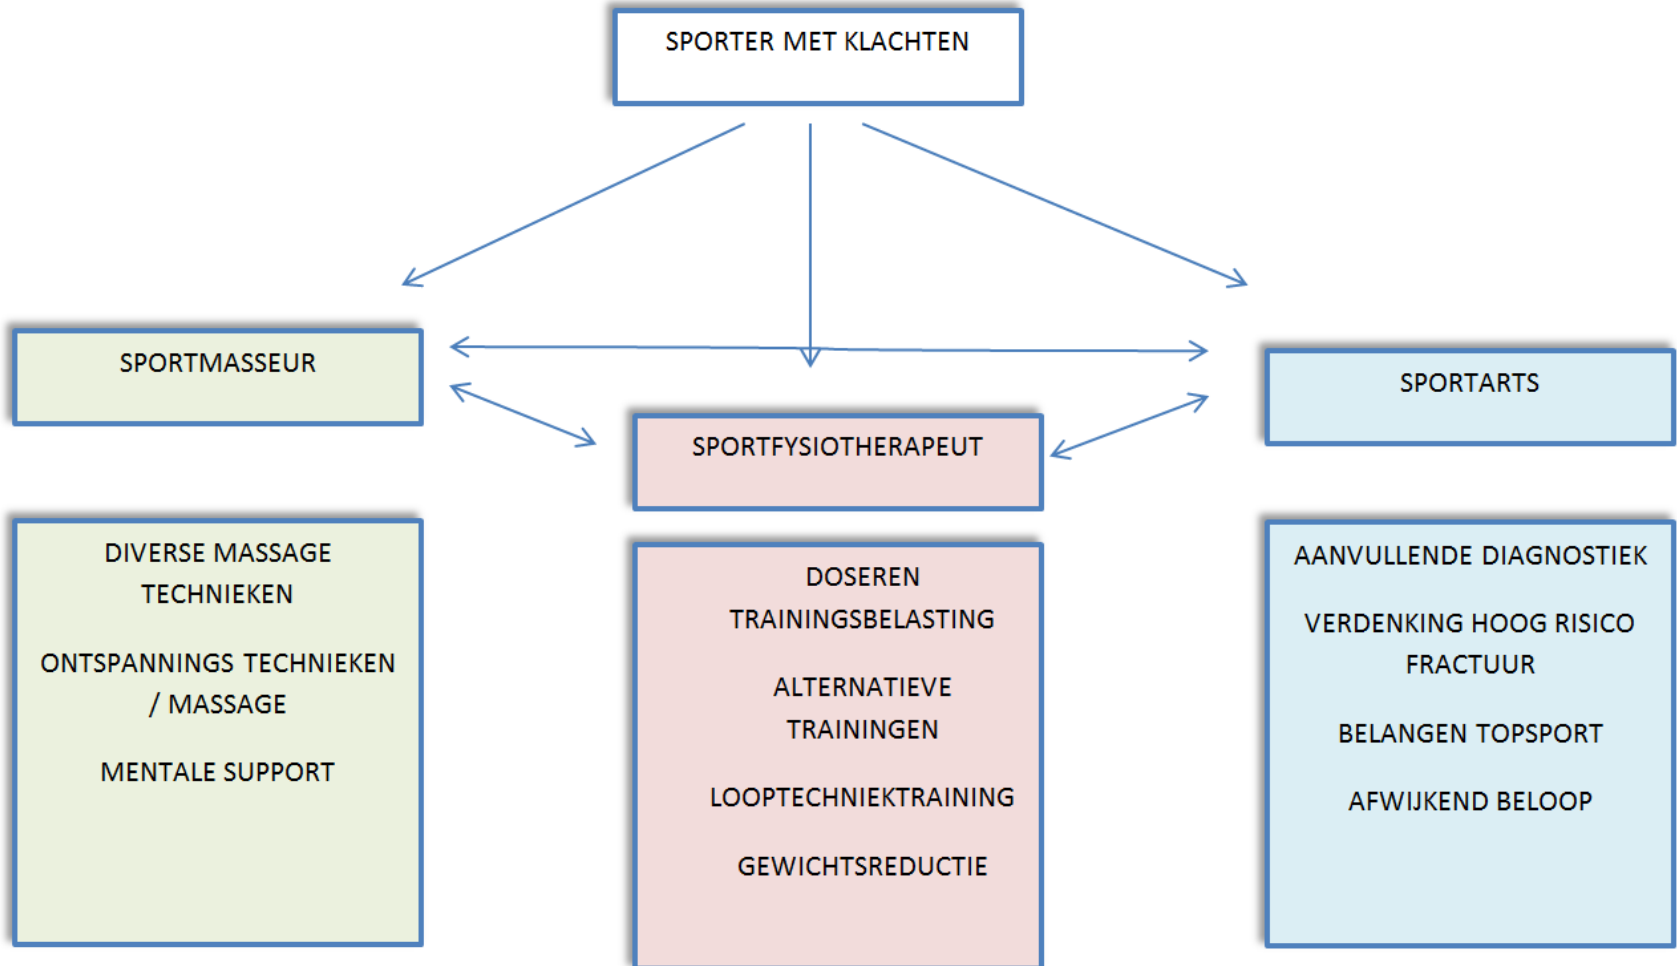 SPORTER MET KLACHTEN
SPORTMASSEUR
SPORTFYSIOTHERAPEUT
SPORTARTS
DIVERSE MASSAGE
TECHNIEKEN
ONTSPANNINGS TECHNIEKEN
/ MASSAGE
MENTALE SUPPORT
DOSEREN
TRAININGSBELASTING
ALTERNATIEVE
TRAININGEN
LOOPTECHNIEKTRAINING
GEWICHTSREDUCTIE
AANVULLENDE DIAGNOSTIEK
VERDENKING HOOG RISICO
FRACTUUR
BELANGEN TOPSPORT
AFWIJKEND BELOOP